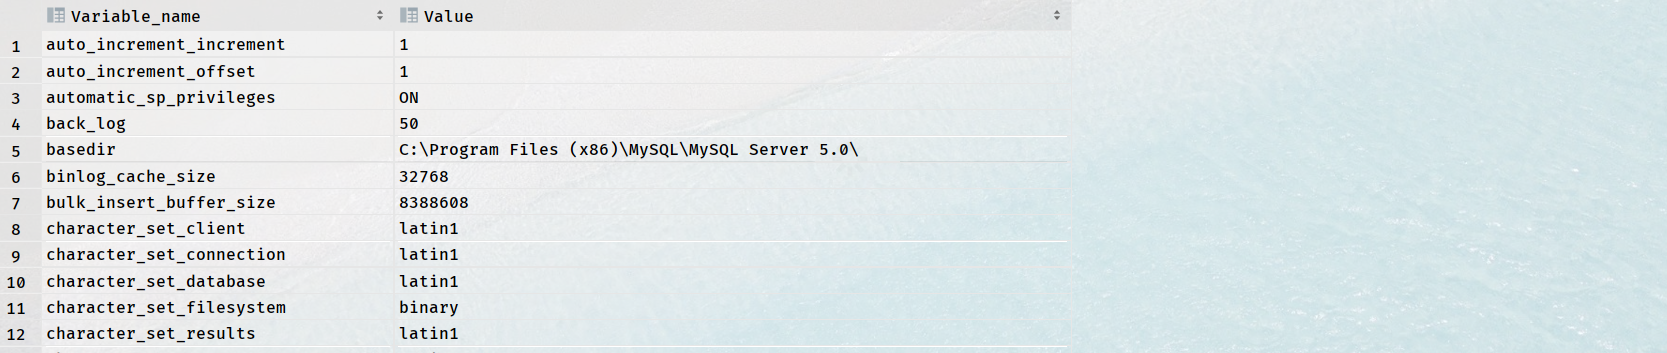 Variable_name Value
1 auto_increment_increment 1
2 auto_increment_offset 1
3 automatic_sp_privileges ON
4 back_log 50
5 basedir C:\Program Files (x86)\MySQL\MySQL Server 5.0\
6 binlog_cache_size 32768
7 bulk_insert_buffer_size 8388608
8 character_set_client latin1
9 character_set_connection latin1
10 character_set_database latin1
11 character_set_filesystem binary
12 character_set_results latin1